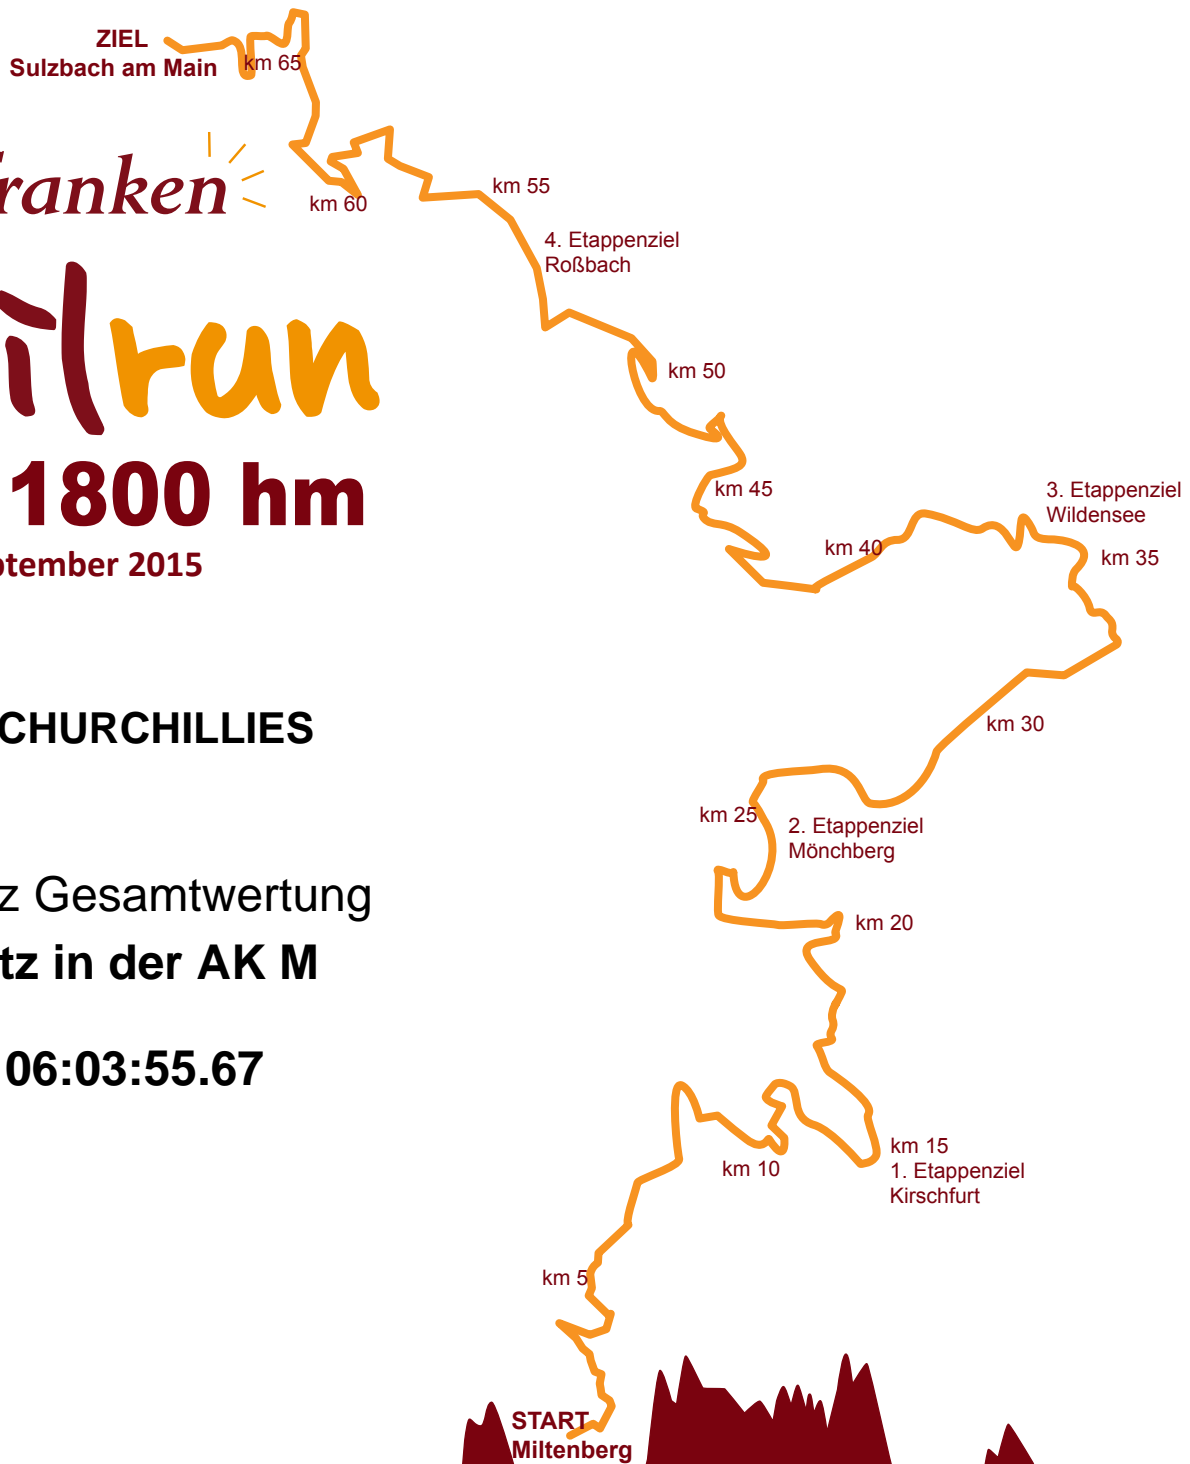 ZIEL
Sulzbach am Main
km 65
km 60
km 55
4. Etappenziel
Roßbach
km 50
run
1800 hm
2015
km 45
3. Etappenziel
Wildensee
km 40
km 35
CHURCHILLIES
km 30
km 25
2. Etappenziel
Mönchberg
Gesamtwertung
in der AK M
km 20
06:03:55.67
km 15
1. Etappenziel
Kirschfurt
km 10
km 5
START
Miltenberg